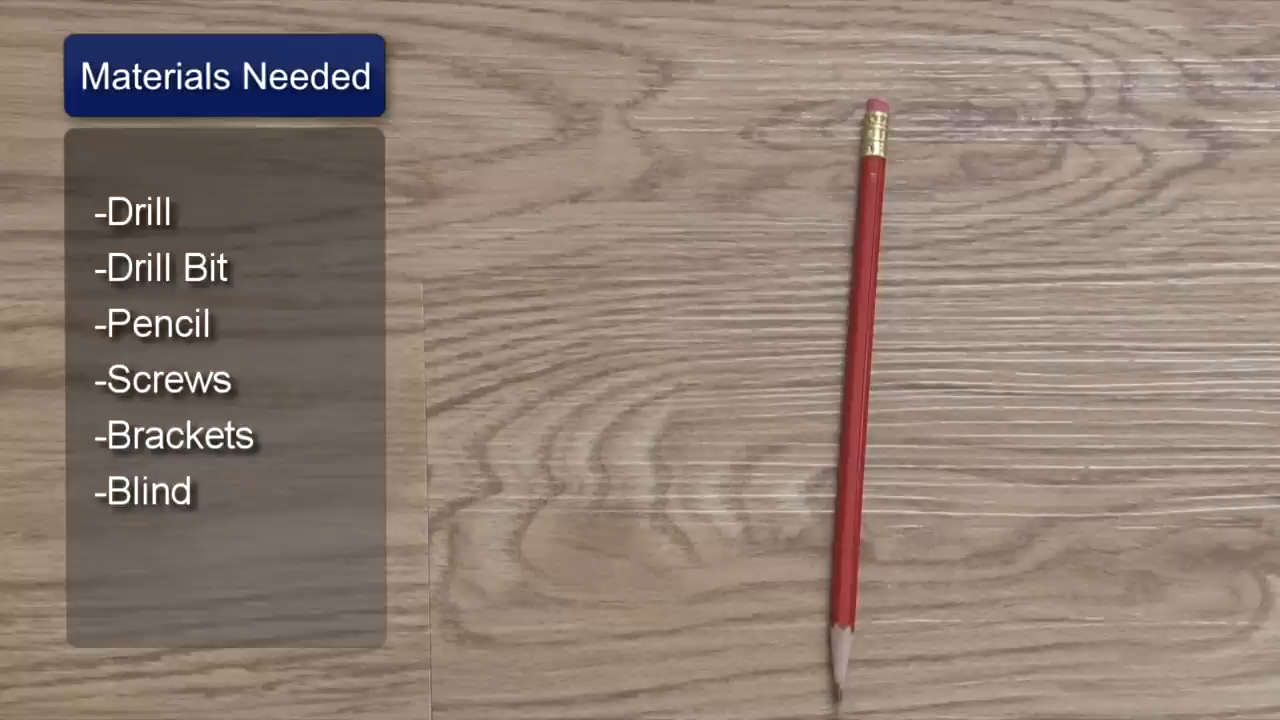 Materials Needed
-Drill
-Drill Bit
-Pencil
-Screws
-Brackets
-Blind